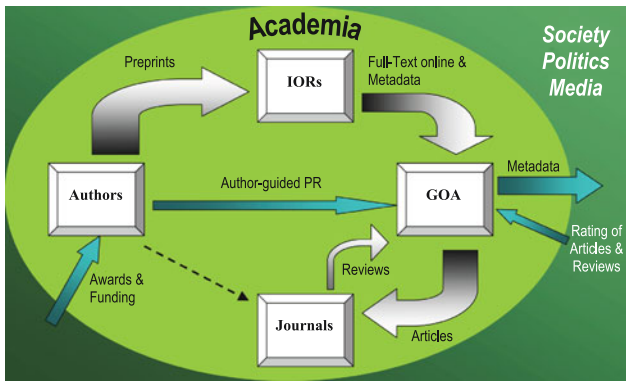 Academia
Society
Politics
Media
Preprints
IORs
Full-Text online &
Metadata
Authors
Author-guided PR
GOA
Metadata
Rating of
Articles &
Reviews
Awards &
Funding
Reviews
Journals
Articles